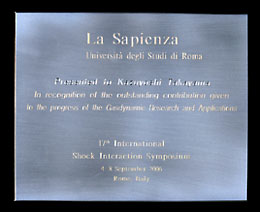 La Sapienza
Università degli Studi di Roma
Presented to Kazuyoshi Takayama
In recognition of the outstanding contribution given
to the progress of the Gasdynamic Research and Applications
17th International
Shock Interaction Symposium
4-8 September 2006
Rome, Italy